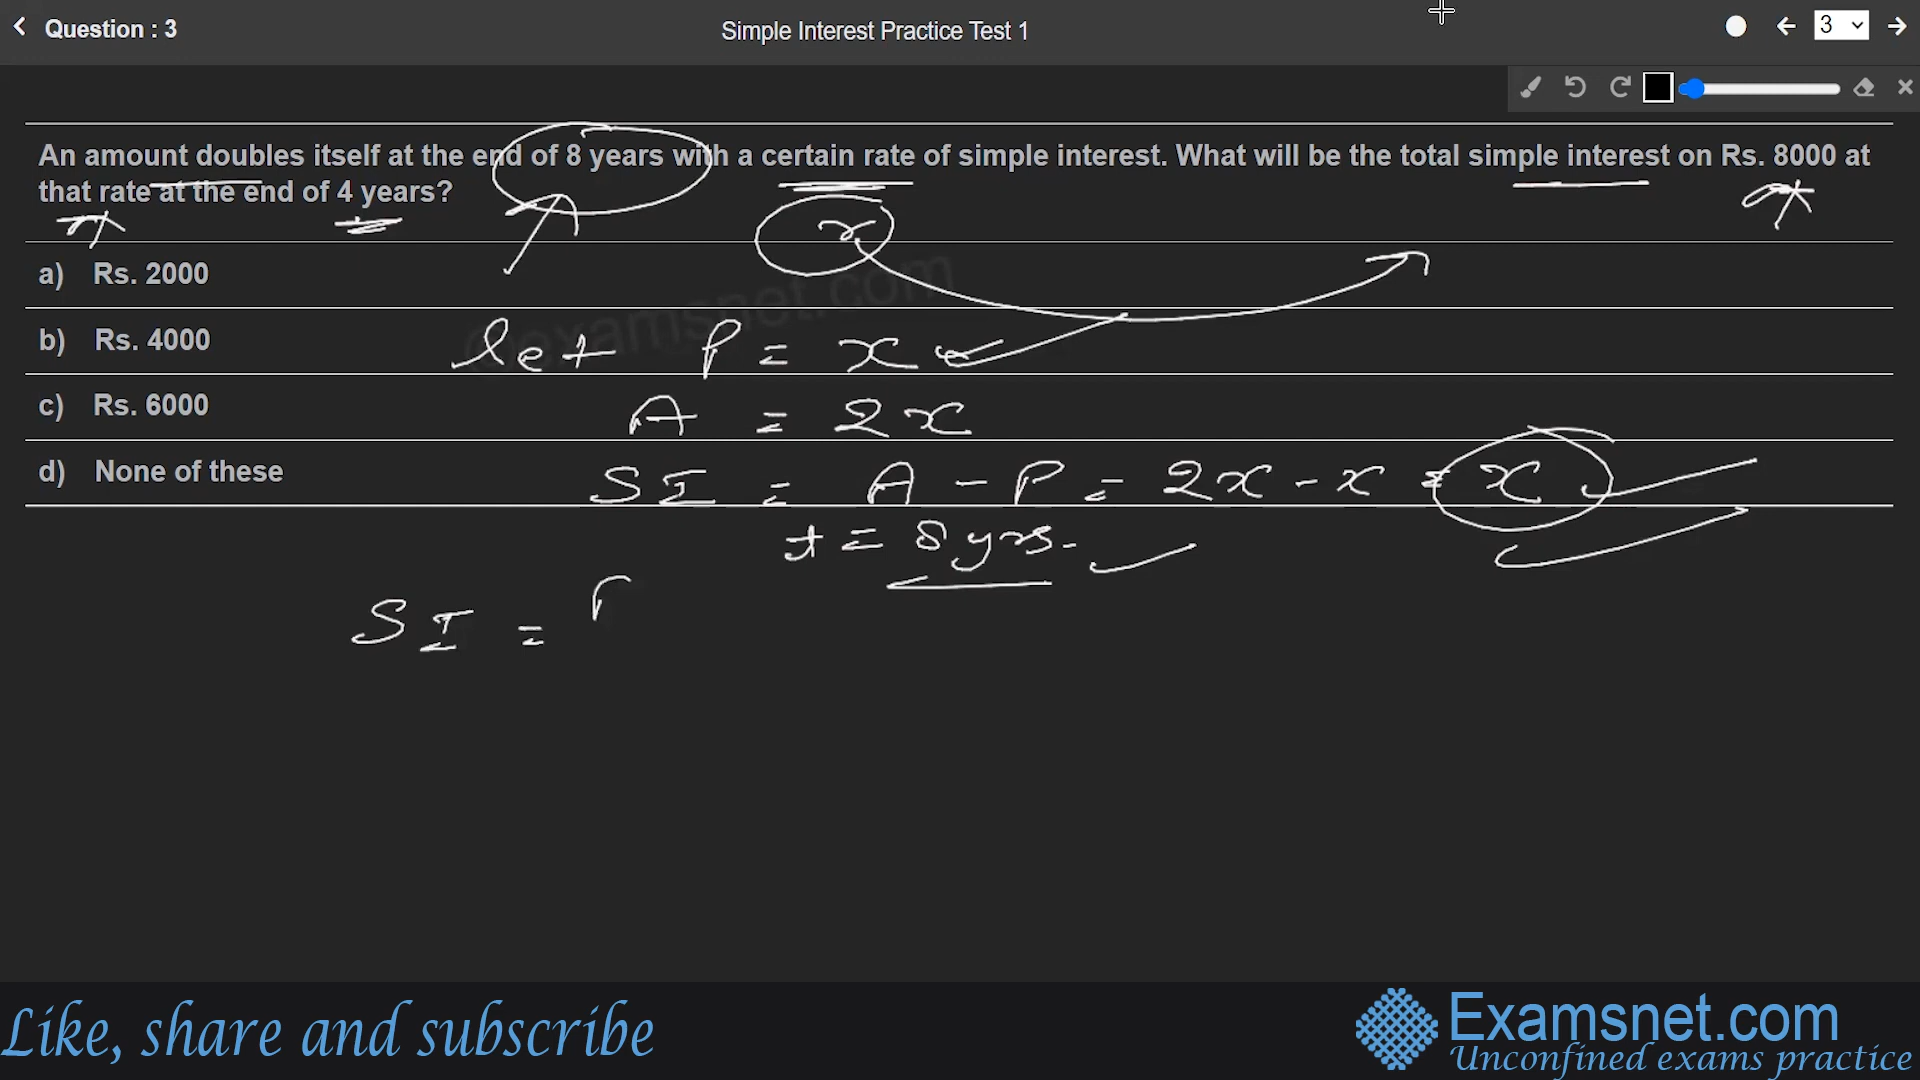 Question : 3
Simple Interest Practice Test 1
3
An amount doubles itself at the end of 8 years with a certain rate of simple interest. What will be the total simple interest on Rs. 8000 at
that rate at the end of 4 years?
r
a) Rs. 2000
@examsnet.com
b) Rs. 4000
let P = x
c) Rs. 6000
A = 2x
d) None of these
SI = A - P = 2x - x = x
t = 8 yrs.
SI =
Like, share and subscribe
Examsnet.com
Unconfined exams practice